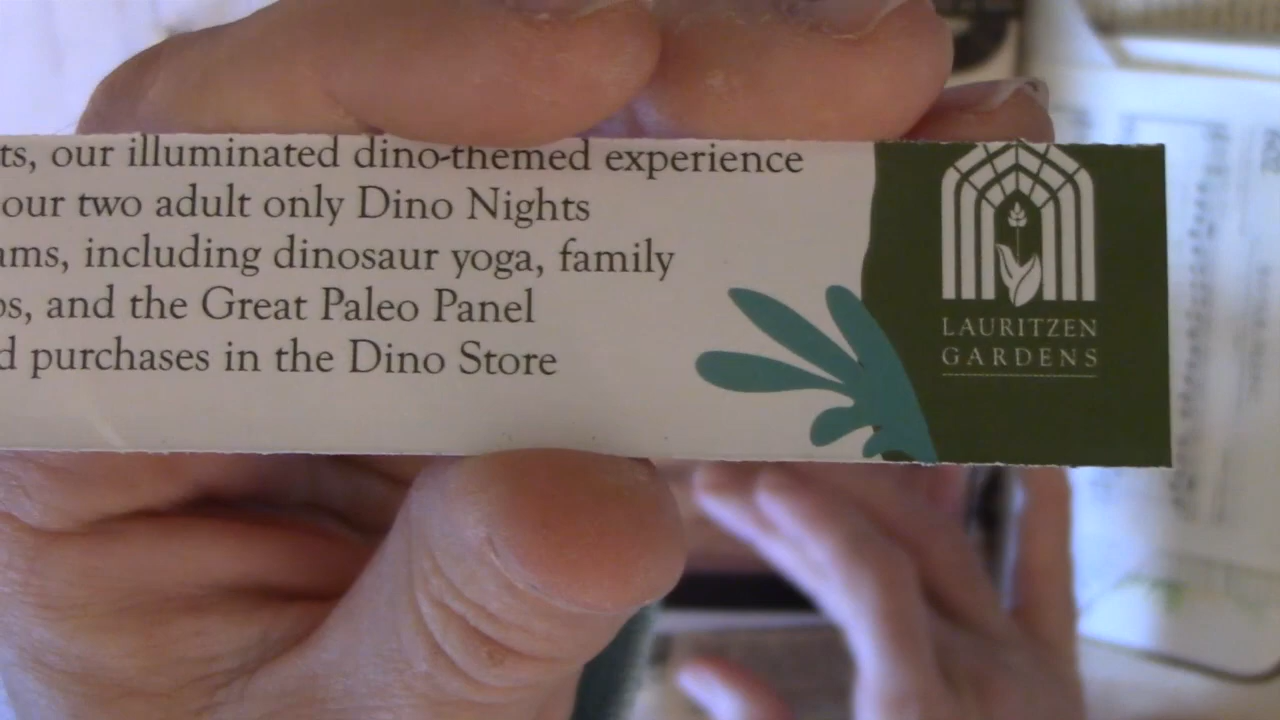 ts, our illuminated dino-themed experience
our two adult only Dino Nights
ams, including dinosaur yoga, family
os, and the Great Paleo Panel
d purchases in the Dino Store
LAURITZEN
GARDENS